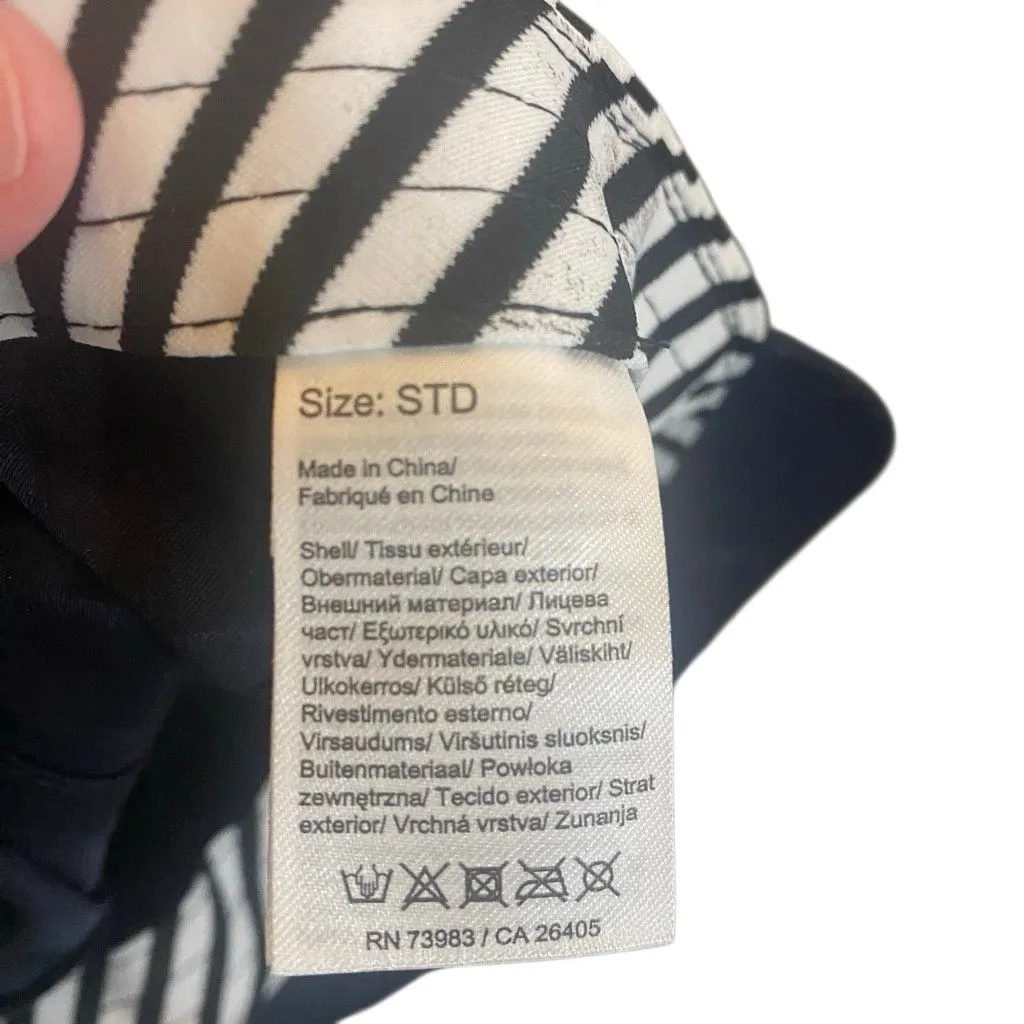 Size: STD
Made in China/
Fabriqué en Chine
Shell/ Tissu extérieur/
Obermaterial/ Capa exterior/
Внешний материал/ Лицева
част/ Εξωτερικό υλικό/ Svrchní
vrstva/ Ydermateriale/ Väliskiht/
Ulkokerros/ Külső réteg/
Rivestimento esterno/
Virsaudums/ Viršutinis sluoksnis/
Buitenmateriaal/ Powłoka
zewnętrzna/ Tecido exterior/ Strat
exterior/ Vrchná vrstva/ Zunanja
RN 73983 / CA 26405